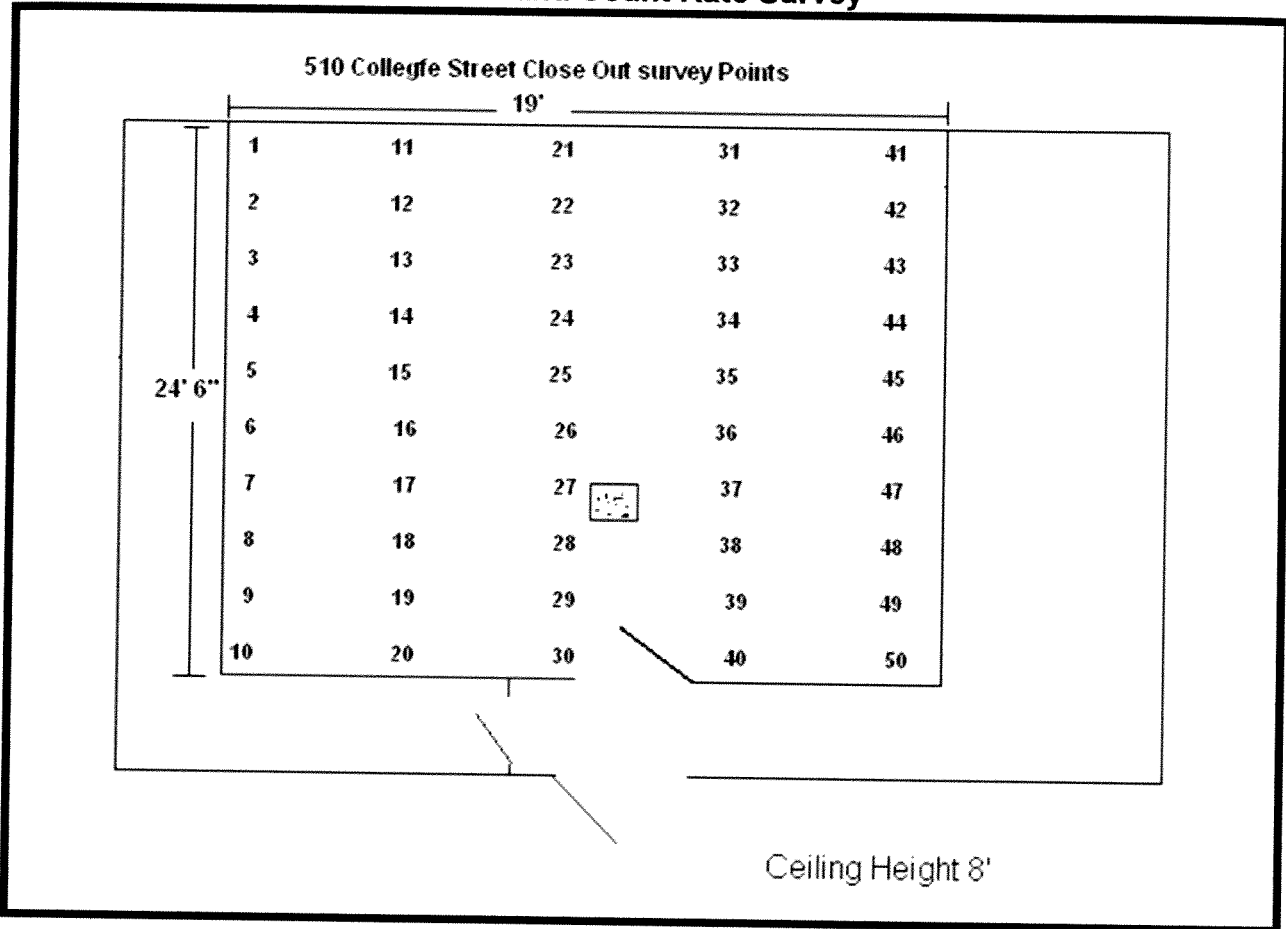 Count Rate Survey
510 Collegfe Street Close Out survey Points
19'
1 11 21 31 41
2 12 22 32 42
3 13 23 33 43
4 14 24 34 44
5 15 25 35 45
24' 6"
6 16 26 36 46
7 17 27 37 47
8 18 28 38 48
9 19 29 39 49
10 20 30 40 50
Ceiling Height 8'